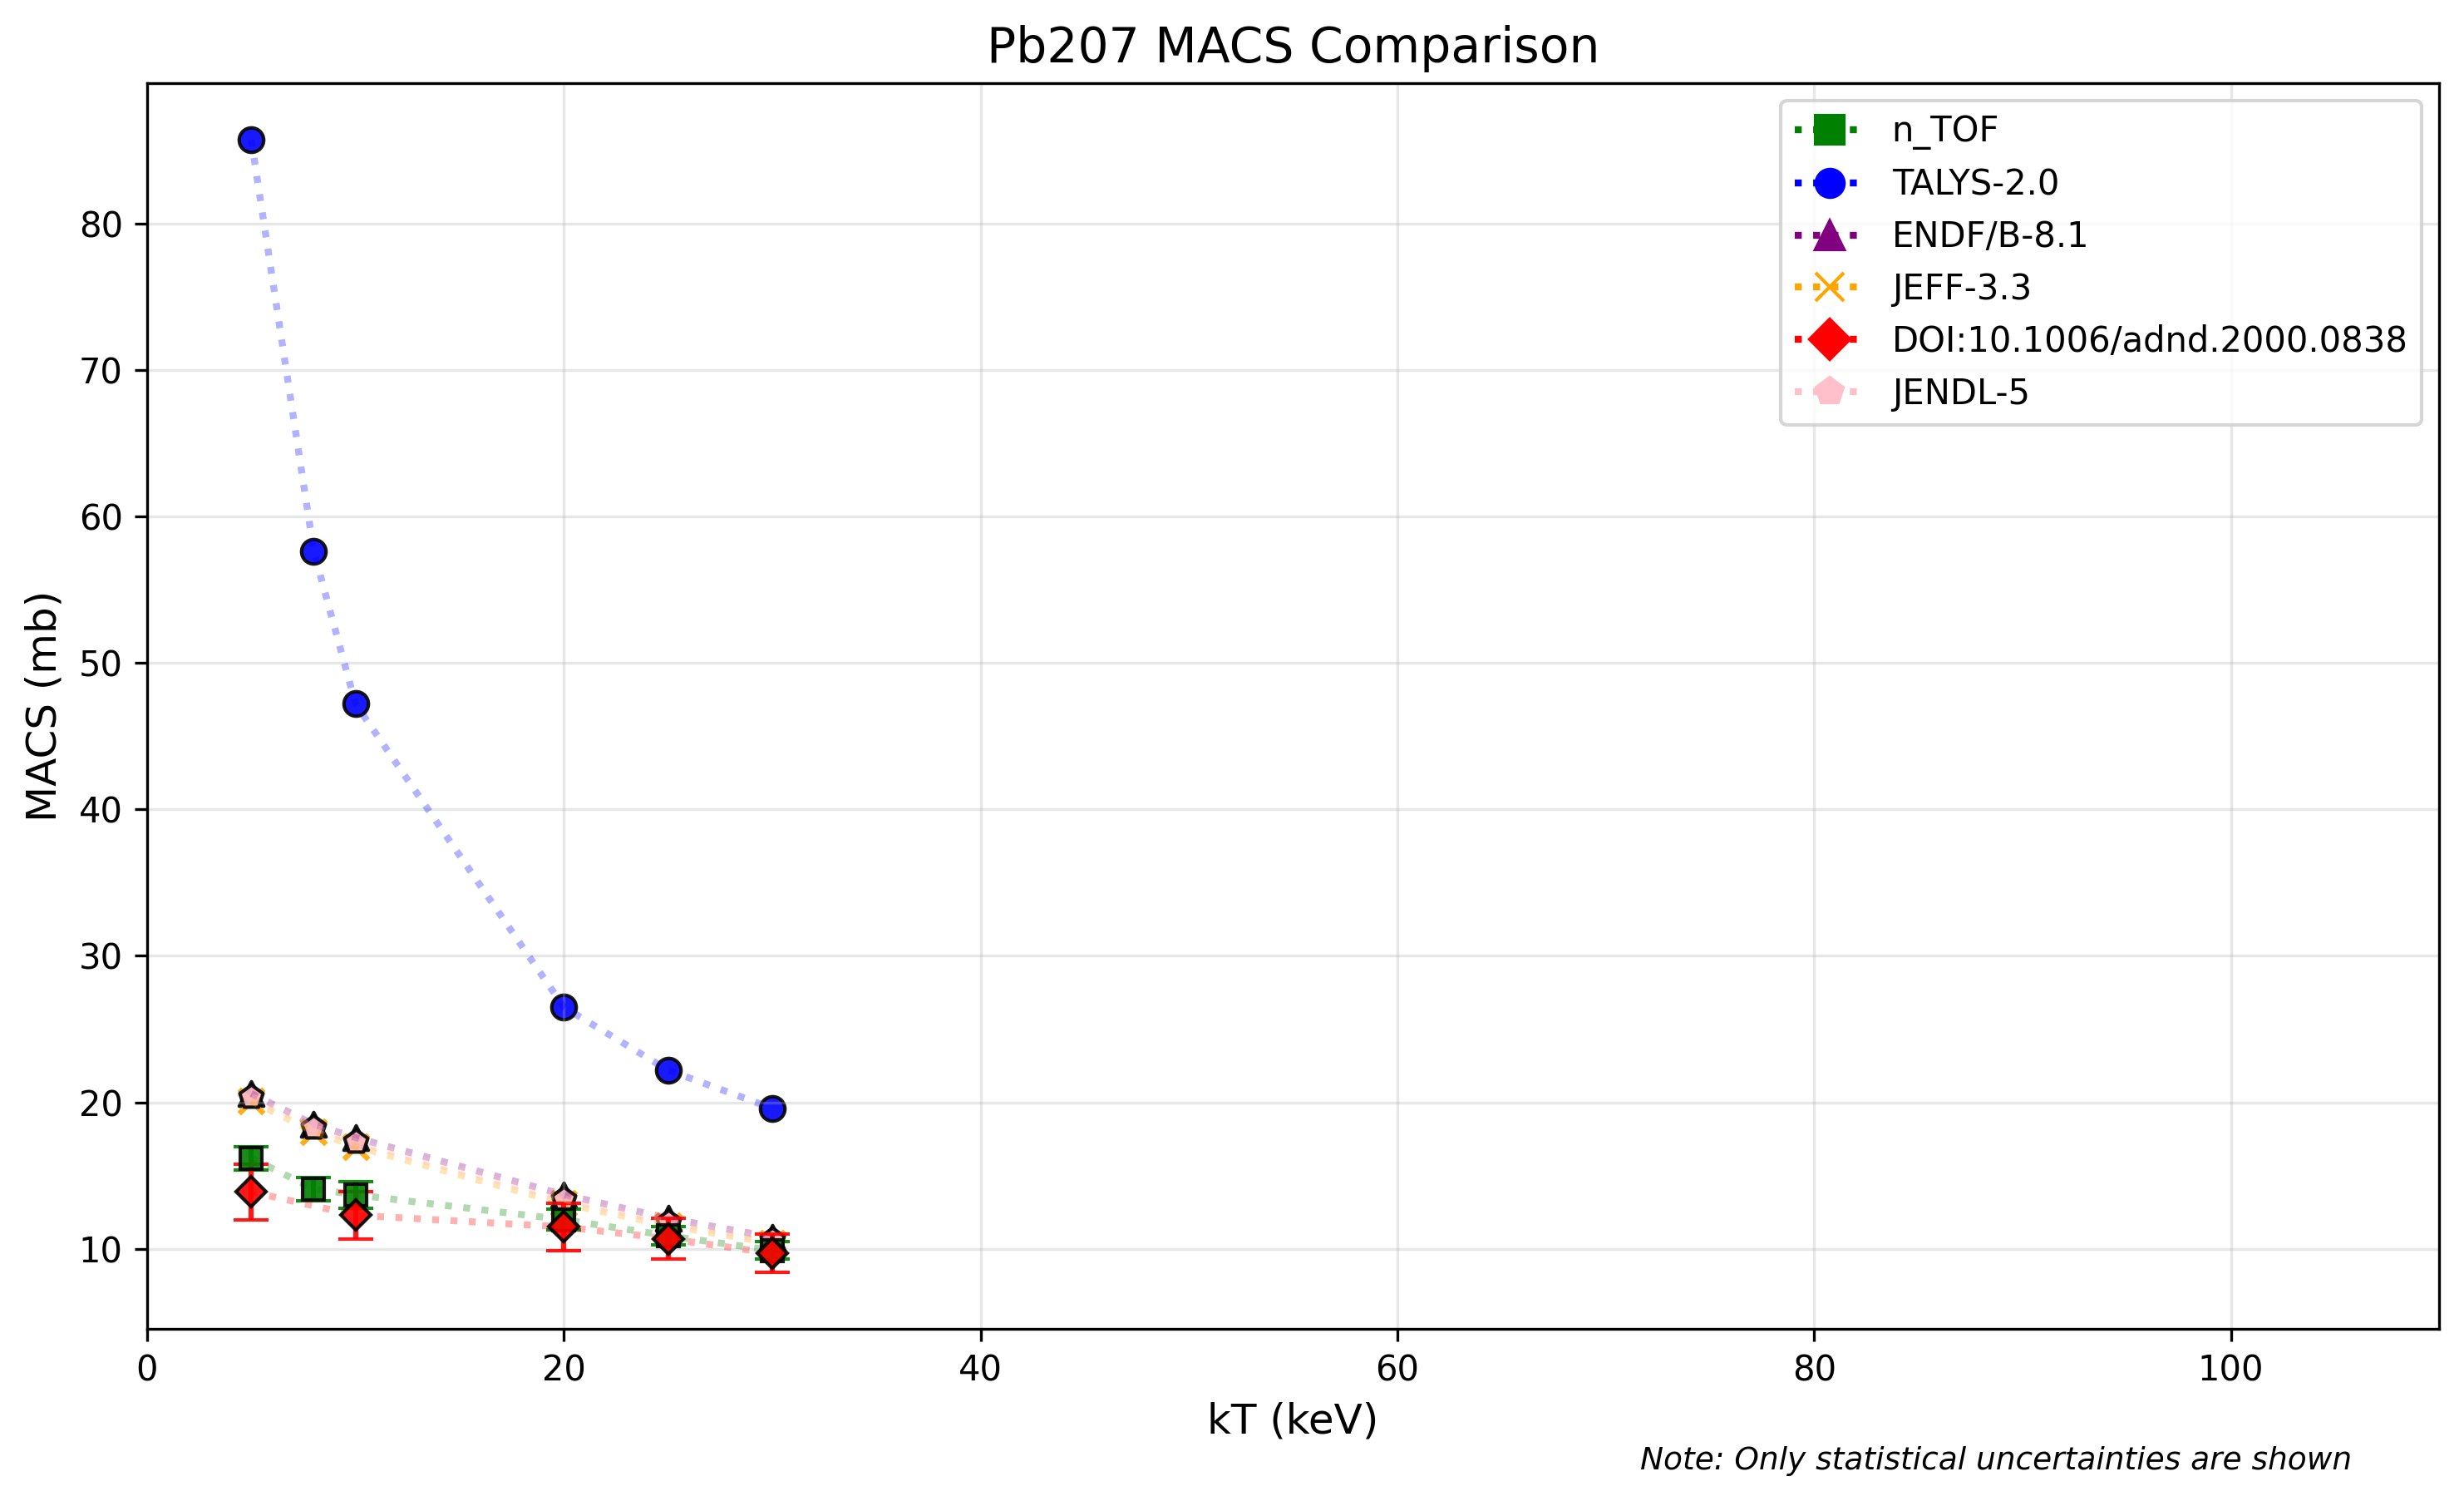 Pb207 MACS Comparison
MACS (mb)
80
70
60
50
40
30
20
10
n_TOF
TALYS-2.0
ENDF/B-8.1
JEFF-3.3
DOI:10.1006/adnd.2000.0838
JENDL-5
0 20 40 60 80 100
kT (keV)
Note: Only statistical uncertainties are shown